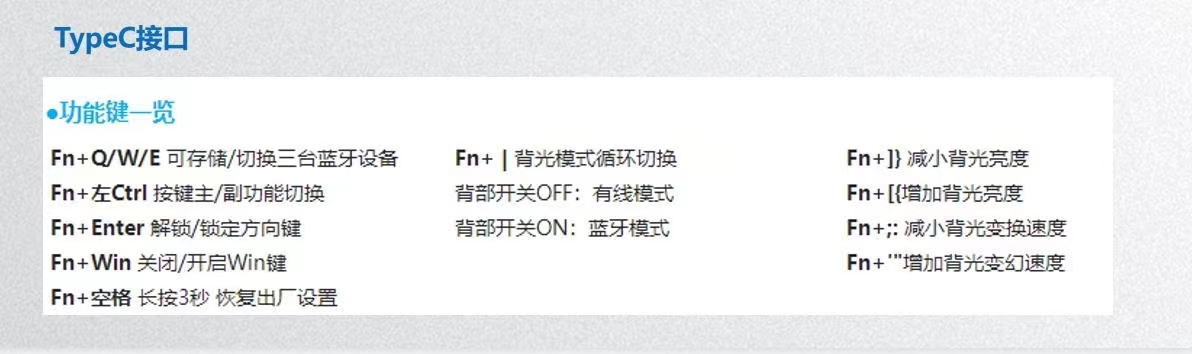 TypeC接口
●功能键一览
Fn+Q/W/E 可存储/切换三台蓝牙设备
Fn+左Ctrl 按键主/副功能切换
Fn+Enter 解锁/锁定方向键
Fn+Win 关闭/开启Win键
Fn+空格 长按3秒 恢复出厂设置
Fn+ | 背光模式循环切换
背部开关OFF：有线模式
背部开关ON：蓝牙模式
Fn+]} 减小背光亮度
Fn+[{增加背光亮度
Fn+;: 减小背光变换速度
Fn+'"增加背光变幻速度